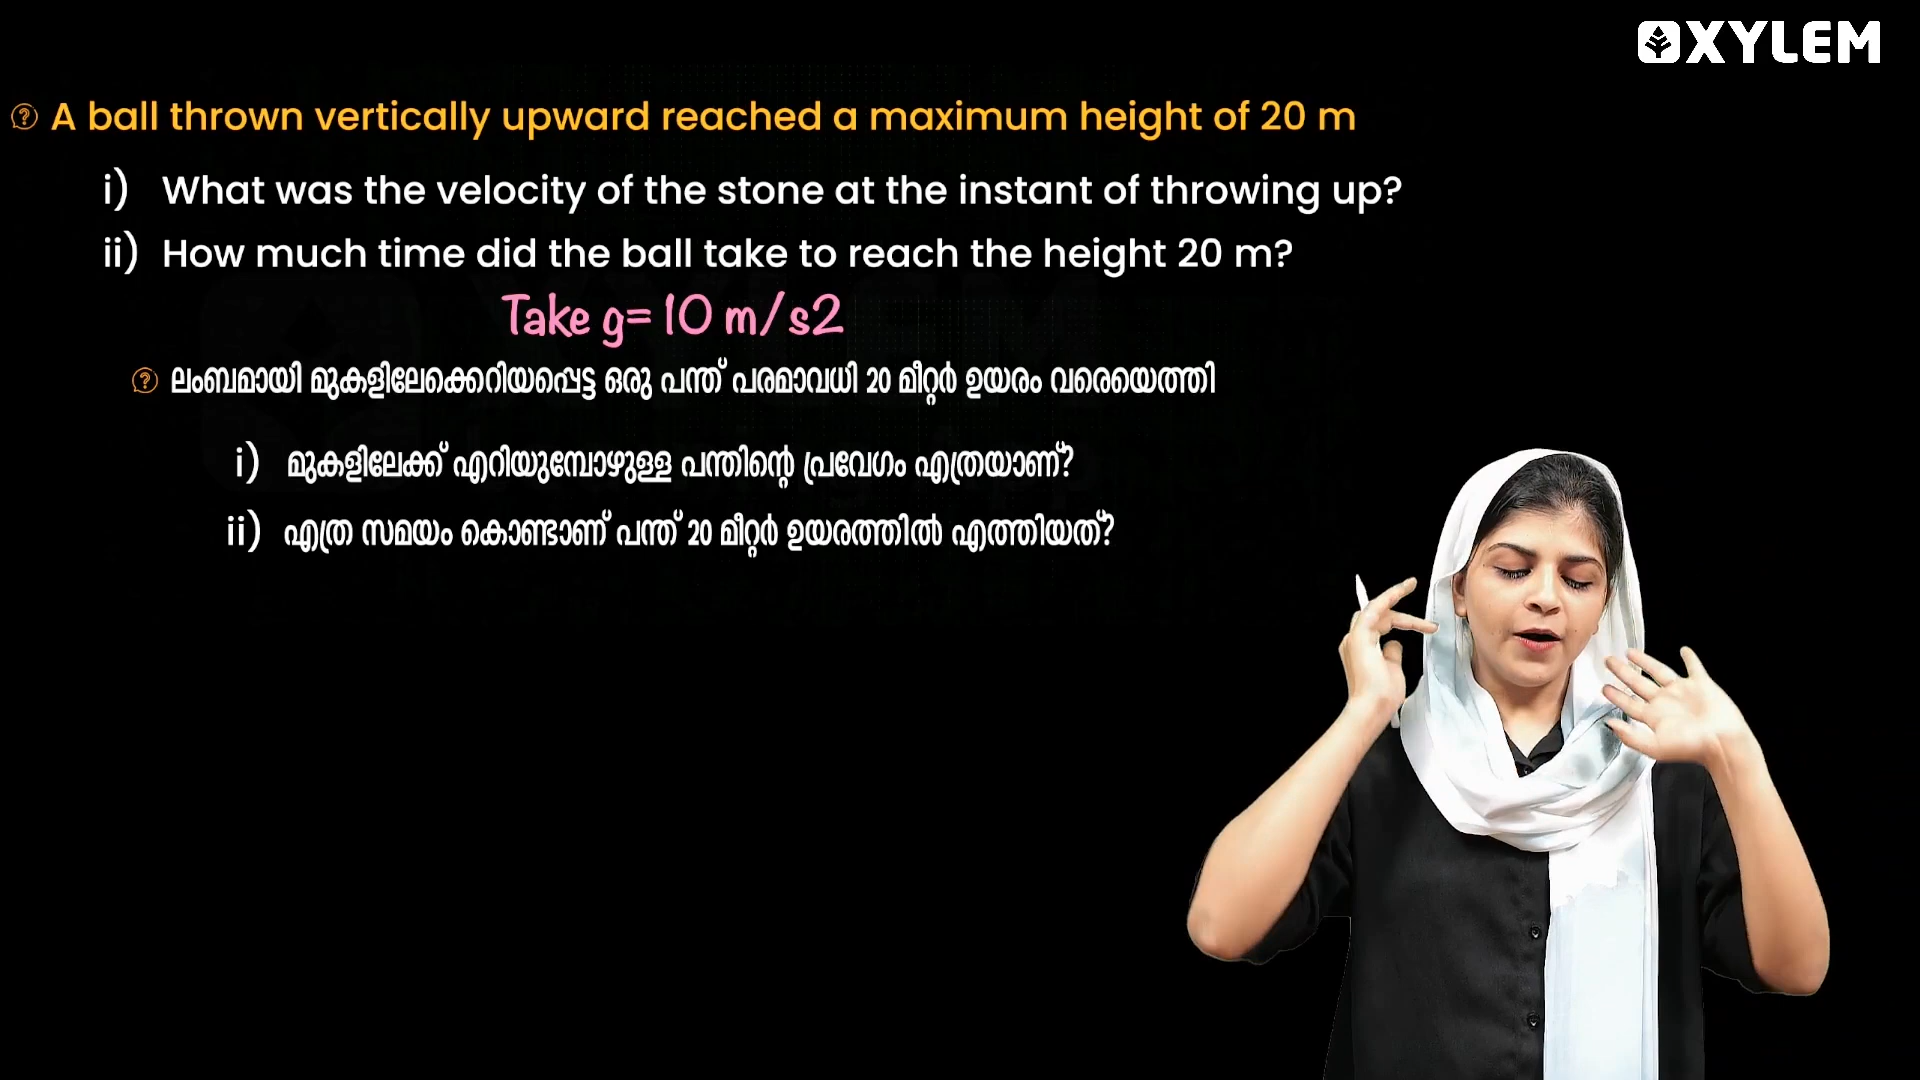 OXYLEM
A ball thrown vertically upward reached a maximum height of 20 m
i) What was the velocity of the stone at the instant of throwing up?
ii) How much time did the ball take to reach the height 20 m?
Take g= 10 m/s2
ലംബമായി മുകളിലേക്കെറിയപ്പെട്ട ഒരു പന്ത് പരമാവധി 20 മീറ്റർ ഉയരം വരെയെത്തി
i) മുകളിലേക്ക് എറിയുമ്പോഴുള്ള പന്തിന്റെ പ്രവേഗം എത്രയാണ്?
ii) എത്ര സമയം കൊണ്ടാണ് പന്ത് 20 മീറ്റർ ഉയരത്തിൽ എത്തിയത്?